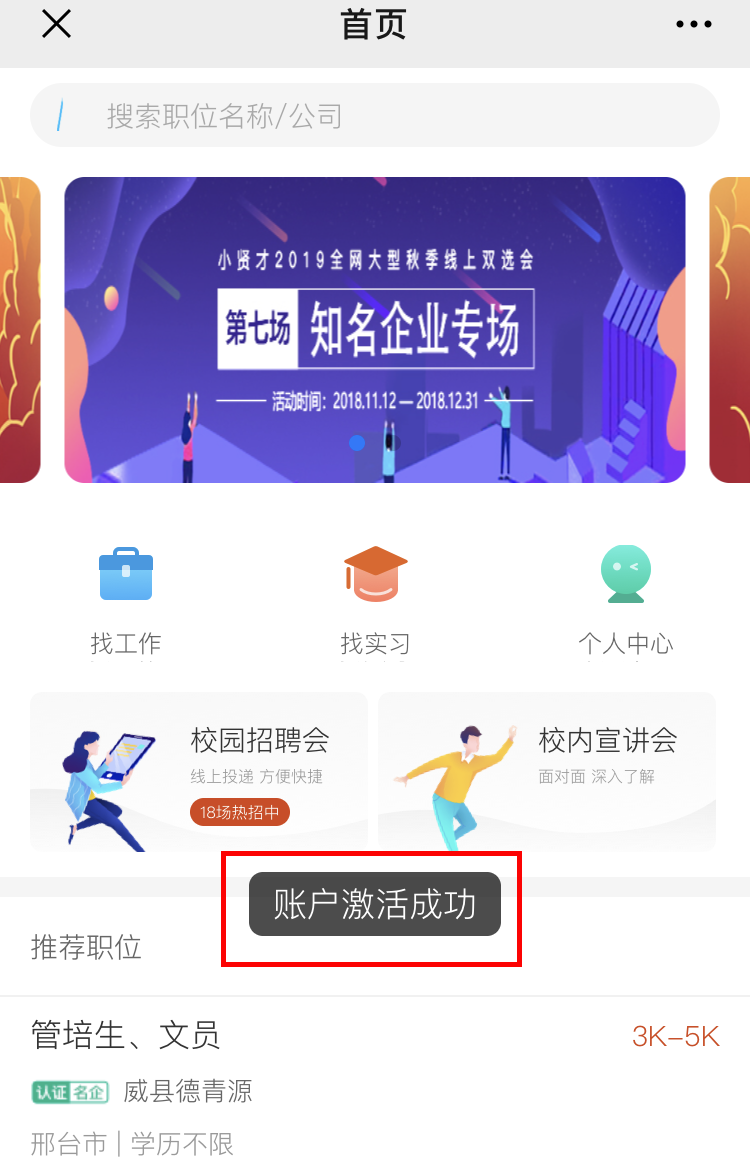 首页
搜索职位名称/公司
小贤才2019全网大型秋季线上双选会
第七场 知名企业专场
活动时间：2018.11.12 — 2018.12.31
找工作 找实习 个人中心
校园招聘会 校内宣讲会
线上投递 方便快捷 面对面 深入了解
18场热招中
账户激活成功
推荐职位
管培生、文员 3K-5K
认证 名企 威县德青源
邢台市 | 学历不限